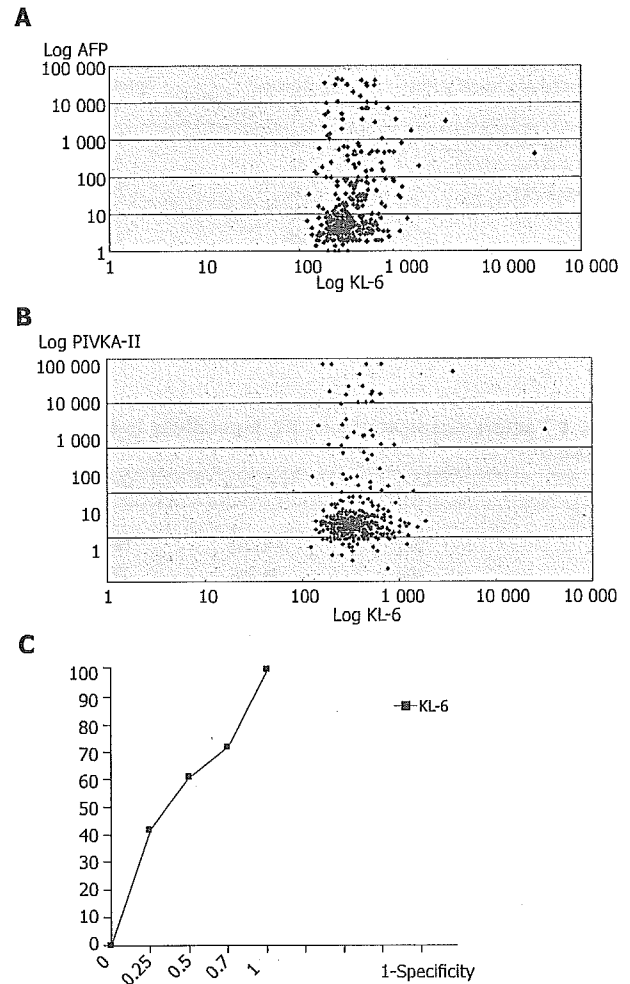 A
Log AFP
100 000
10 000
1 000
100
10
1
1 10 100 1 000 10 000 10 000
Log KL-6
B
Log PIVKA-II
100 000
10 000
1 000
100
10
1
1 10 100 1 000 10 000 10 000
Log KL-6
C
100
90
80
70
60
50
40
30
20
10
0
KL-6
0 0.25 0.5 0.7 1
1-Specificity